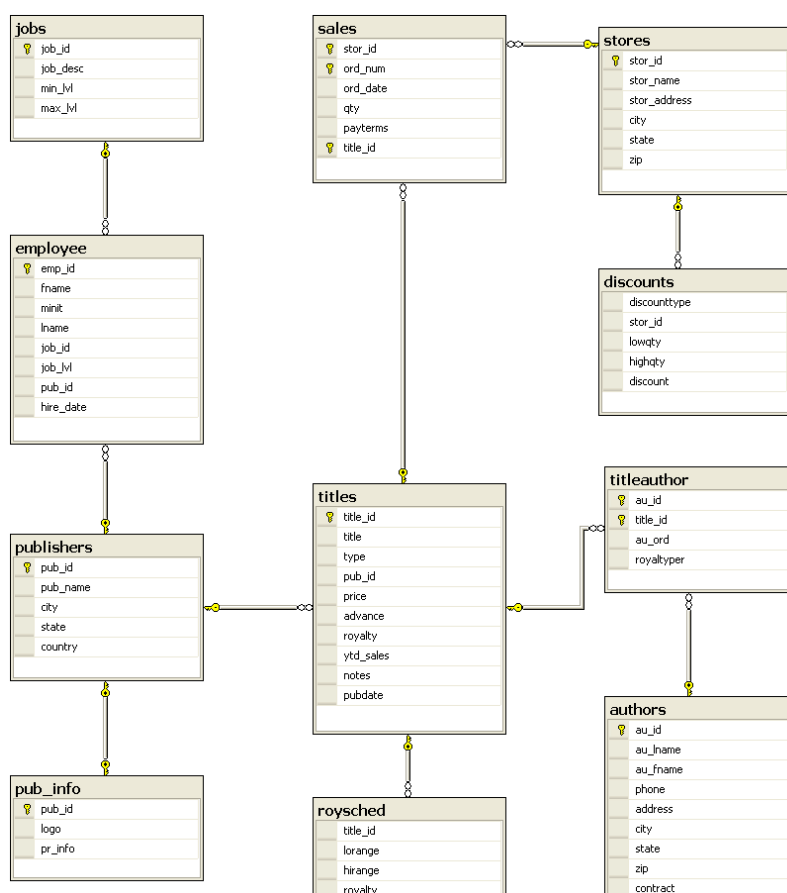 jobs
job_id
job_desc
min_lvl
max_lvl
employee
emp_id
fname
minit
lname
job_id
job_lvl
pub_id
hire_date
publishers
pub_id
pub_name
city
state
country
pub_info
pub_id
logo
pr_info
sales
stor_id
ord_num
ord_date
qty
payterms
title_id
titles
title_id
title
type
pub_id
price
advance
royalty
ytd_sales
notes
pubdate
roysched
title_id
lorange
hirange
royalty
stores
stor_id
stor_name
stor_address
city
state
zip
discounts
discounttype
stor_id
lowqty
highqty
discount
titleauthor
au_id
title_id
au_ord
royaltyper
authors
au_id
au_lname
au_fname
phone
address
city
state
zip
contract